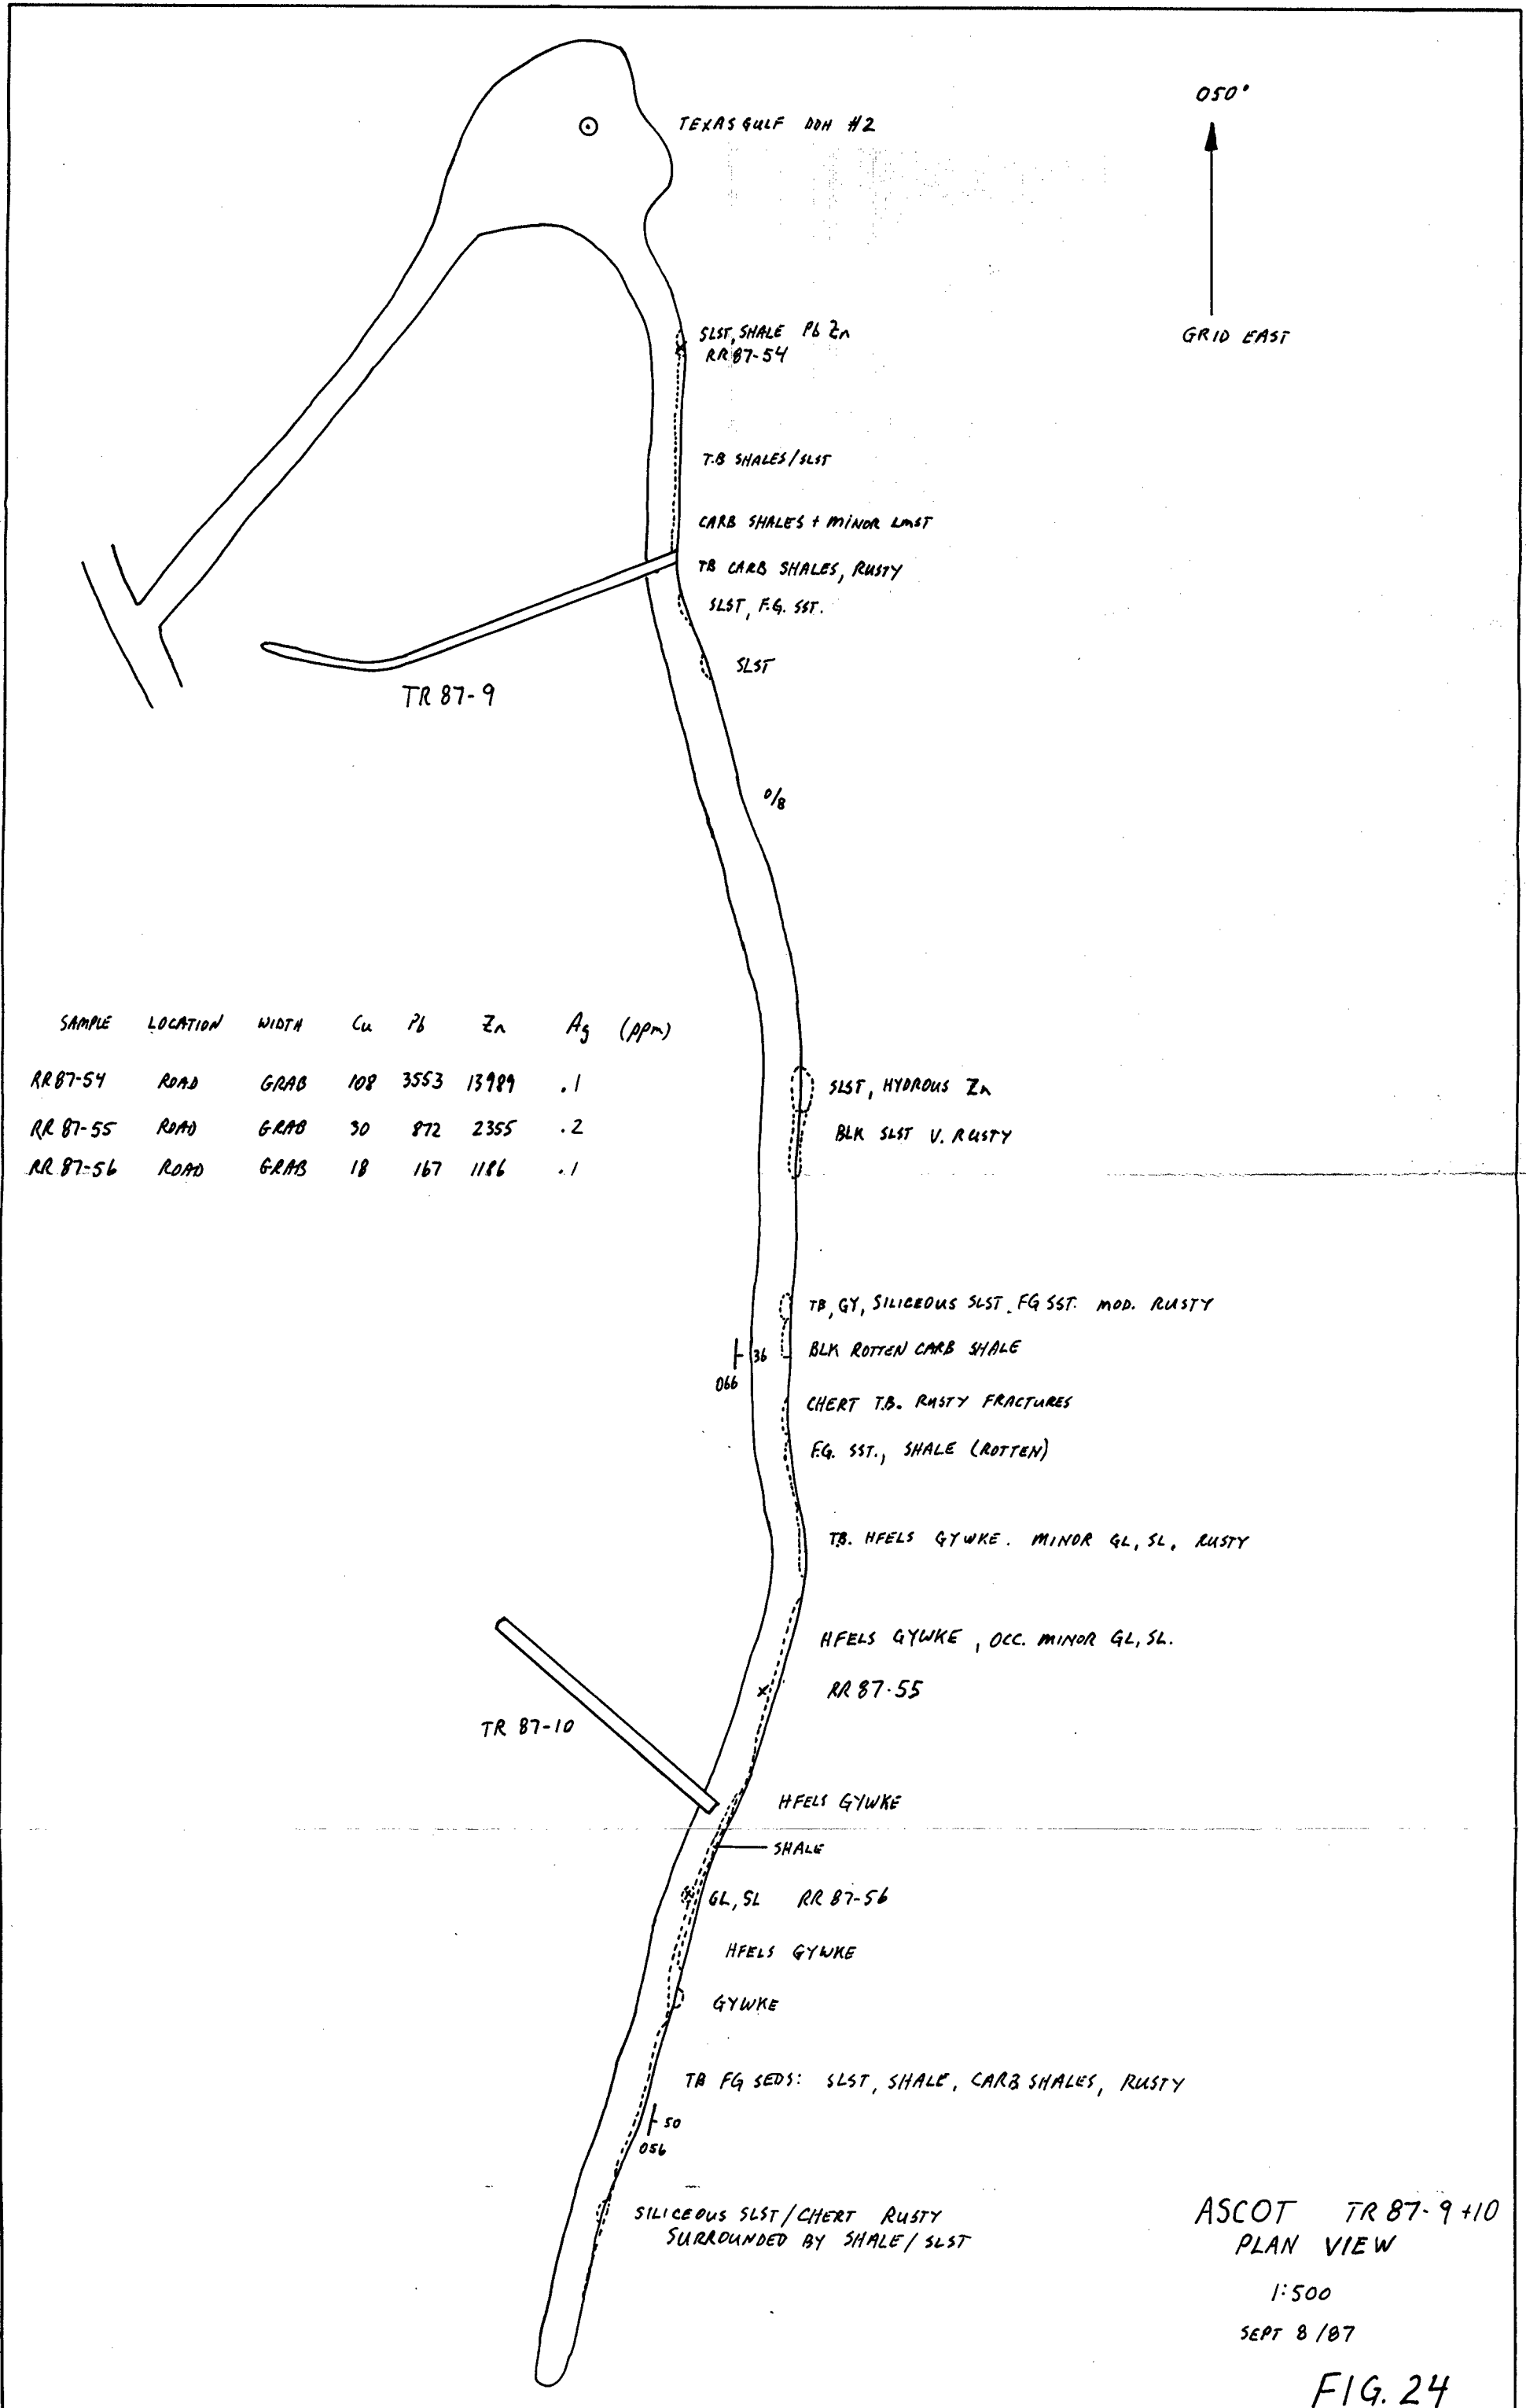 050°
TEXAS GULF DDH #2
GRID EAST
SLST, SHALE Pb Zn
RR 87-54
T.B SHALES/SLST
CARB SHALES + MINOR LMST
TB CARB SHALES, RUSTY
SLST, F.G. SST.
SLST
TR 87-9
O/B
SAMPLE LOCATION WIDTH Cu Pb Zn Ag (ppm)
RR87-54 ROAD GRAB 108 3553 13989 .1
RR 87-55 ROAD GRAB 30 872 2355 .2
RR 87-56 ROAD GRAB 18 167 1186 .1
SLST, HYDROUS Zn
BLK SLST V. RUSTY
TB, GY, SILICEOUS SLST, FG SST. MOD. RUSTY
BLK ROTTEN CARB SHALE
36
066
CHERT T.B. RUSTY FRACTURES
F.G. SST., SHALE (ROTTEN)
TB. HFELS GYWKE. MINOR GL, SL, RUSTY
HFELS GYWKE, OCC. MINOR GL, SL.
RR 87-55
TR 87-10
HFELS GYWKE
SHALE
GL, SL RR 87-56
HFELS GYWKE
GYWKE
TB FG SEDS: SLST, SHALE, CARB SHALES, RUSTY
50
056
SILICEOUS SLST/CHERT RUSTY
SURROUNDED BY SHALE/SLST
ASCOT TR 87-9+10
PLAN VIEW
1:500
SEPT 8/87
FIG. 24